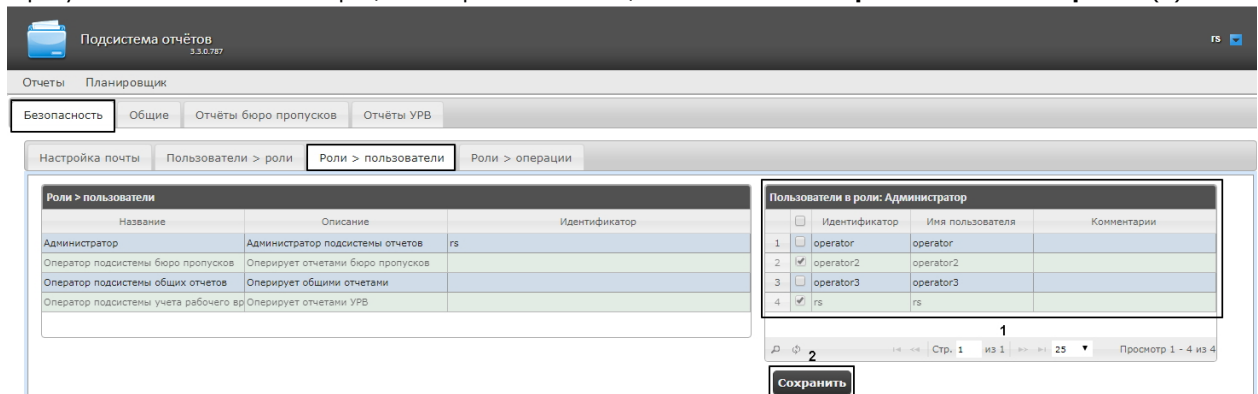 Подсистема отчётов
3.3.0.787
rs
Отчеты Планировщик
Безопасность Общие Отчёты бюро пропусков Отчёты УРВ
Настройка почты Пользователи > роли Роли > пользователи Роли > операции
Роли > пользователи
Название Описание Идентификатор
Администратор Администратор подсистемы отчетов rs
Оператор подсистемы бюро пропусков Оперирует отчетами бюро пропусков
Оператор подсистемы общих отчетов Оперирует общими отчетами
Оператор подсистемы учета рабочего вр Оперирует отчетами УРВ
Пользователи в роли: Администратор
Идентификатор Имя пользователя Комментарии
1 operator operator
2 operator2 operator2
3 operator3 operator3
4 rs rs
1
Стр. 1 из 1 25 Просмотр 1 - 4 из 4
2
Сохранить